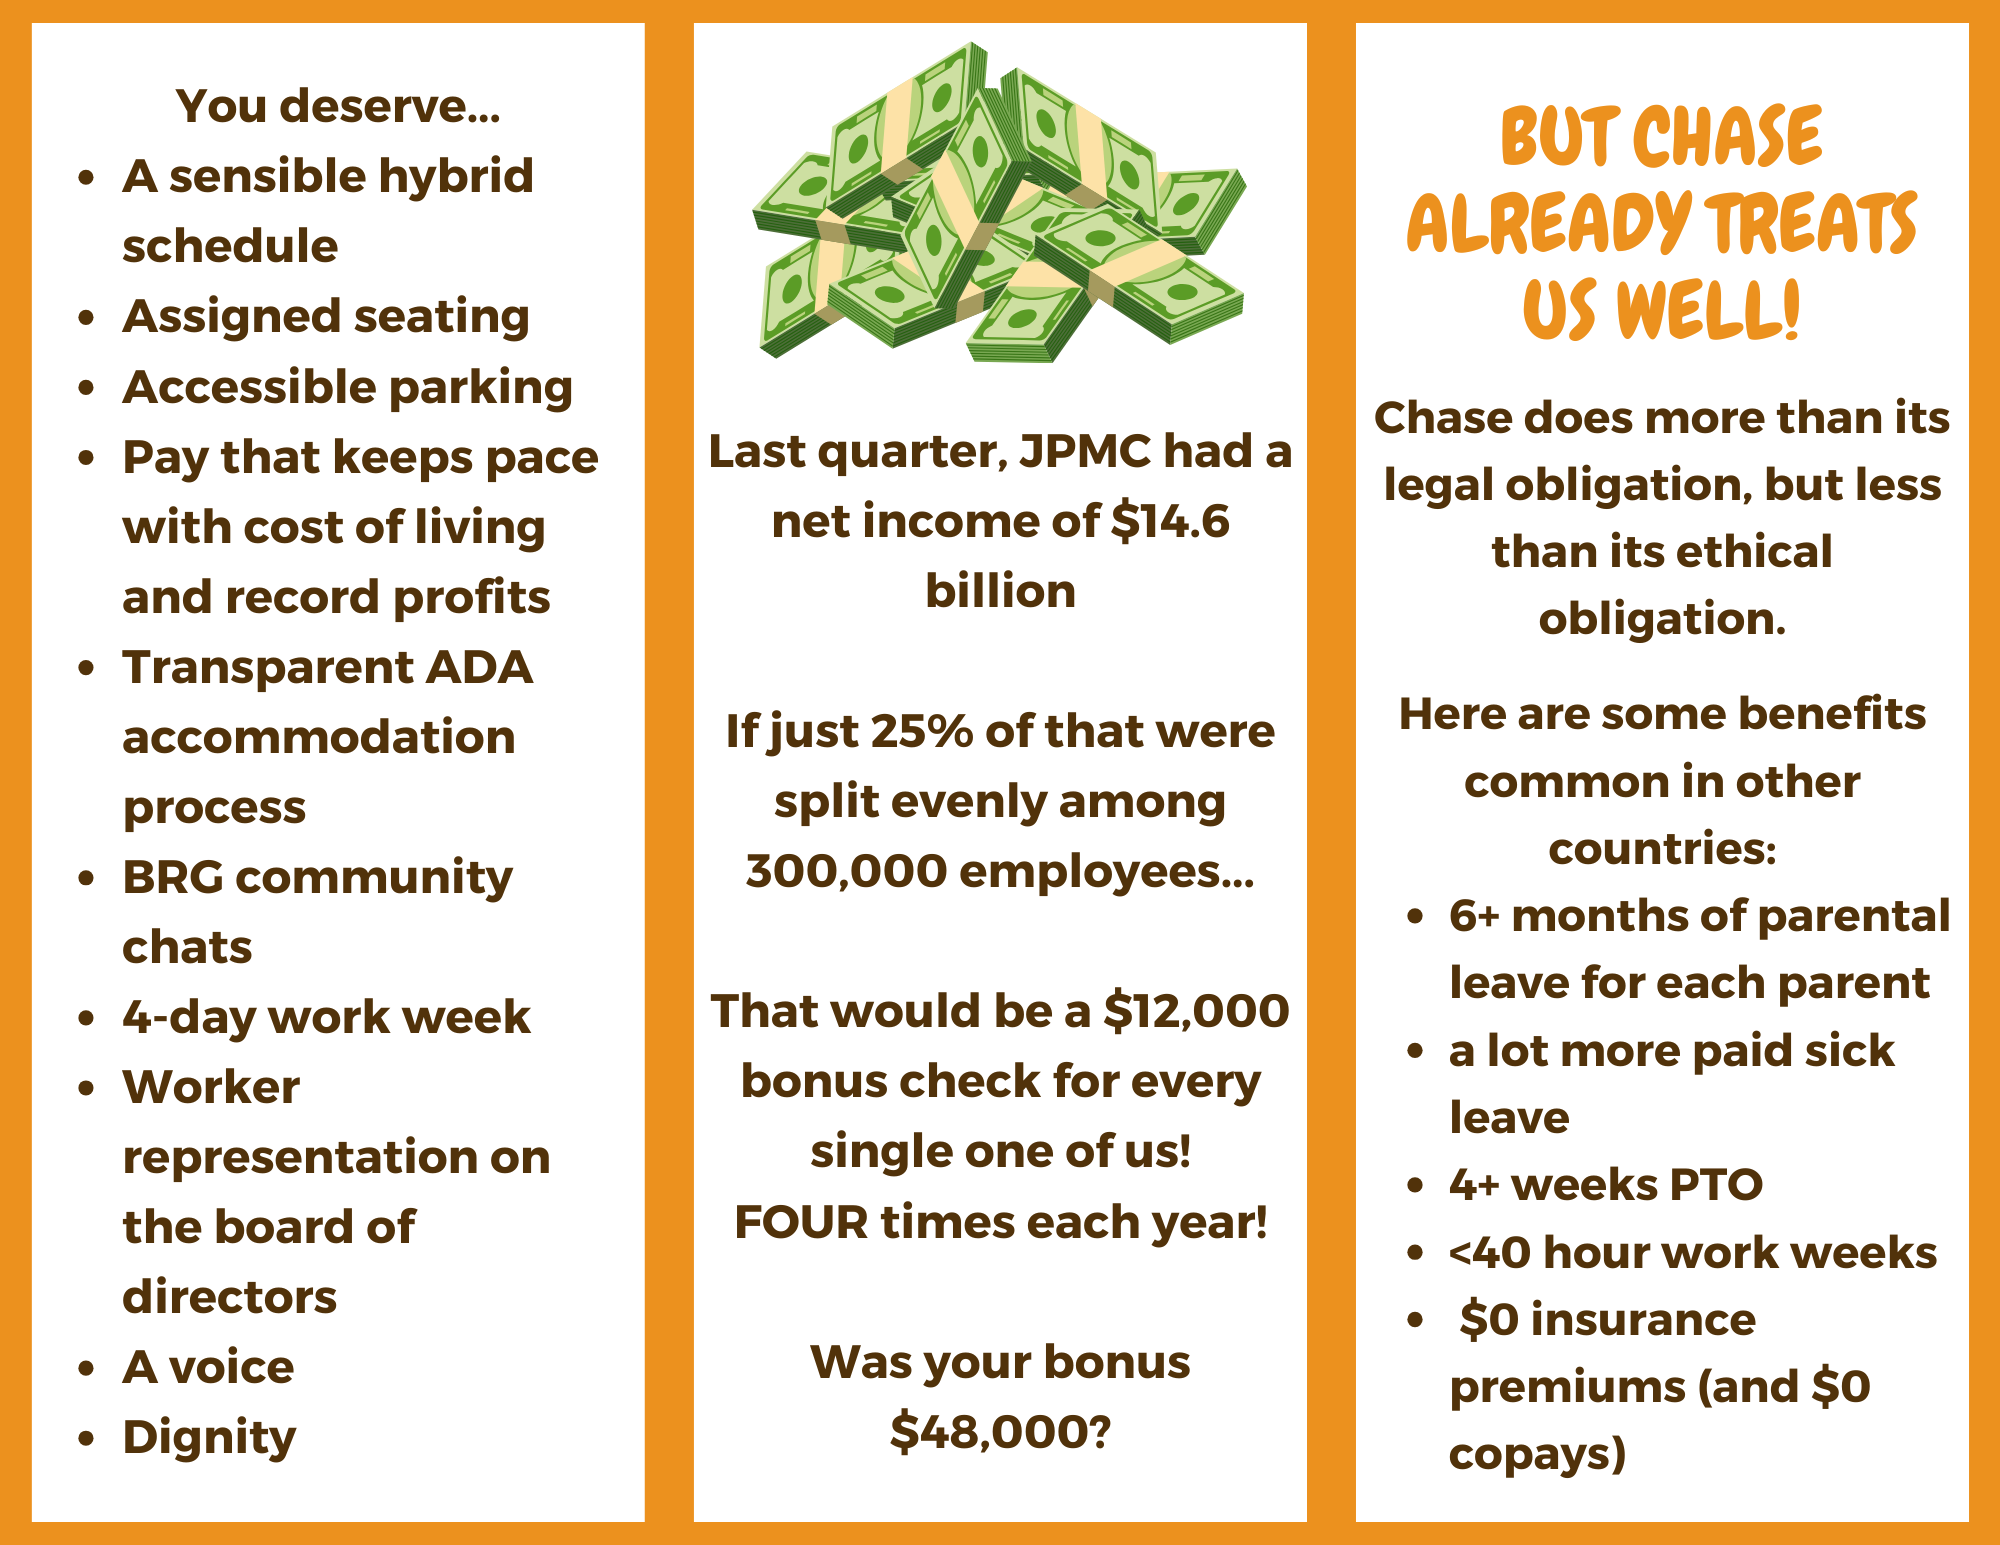 You deserve...
• A sensible hybrid
schedule
• Assigned seating
• Accessible parking
• Pay that keeps pace
with cost of living
and record profits
• Transparent ADA
accommodation
process
• BRG community
chats
• 4-day work week
• Worker
representation on
the board of
directors
• A voice
• Dignity
Last quarter, JPMC had a
net income of $14.6
billion
If just 25% of that were
split evenly among
300,000 employees...
That would be a $12,000
bonus check for every
single one of us!
FOUR times each year!
Was your bonus
$48,000?
BUT CHASE
ALREADY TREATS
US WELL!
Chase does more than its
legal obligation, but less
than its ethical
obligation.
Here are some benefits
common in other
countries:
• 6+ months of parental
leave for each parent
• a lot more paid sick
leave
• 4+ weeks PTO
• <40 hour work weeks
• $0 insurance
premiums (and $0
copays)